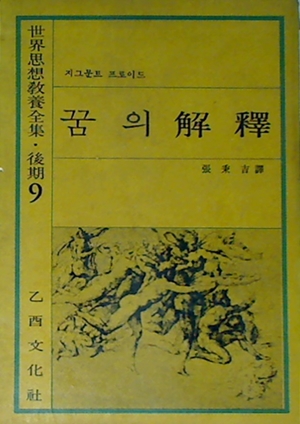 世界思想敎養全集・後期 9
지그문트 프로이드
꿈의 解釋
張秉吉 譯
乙酉文化社